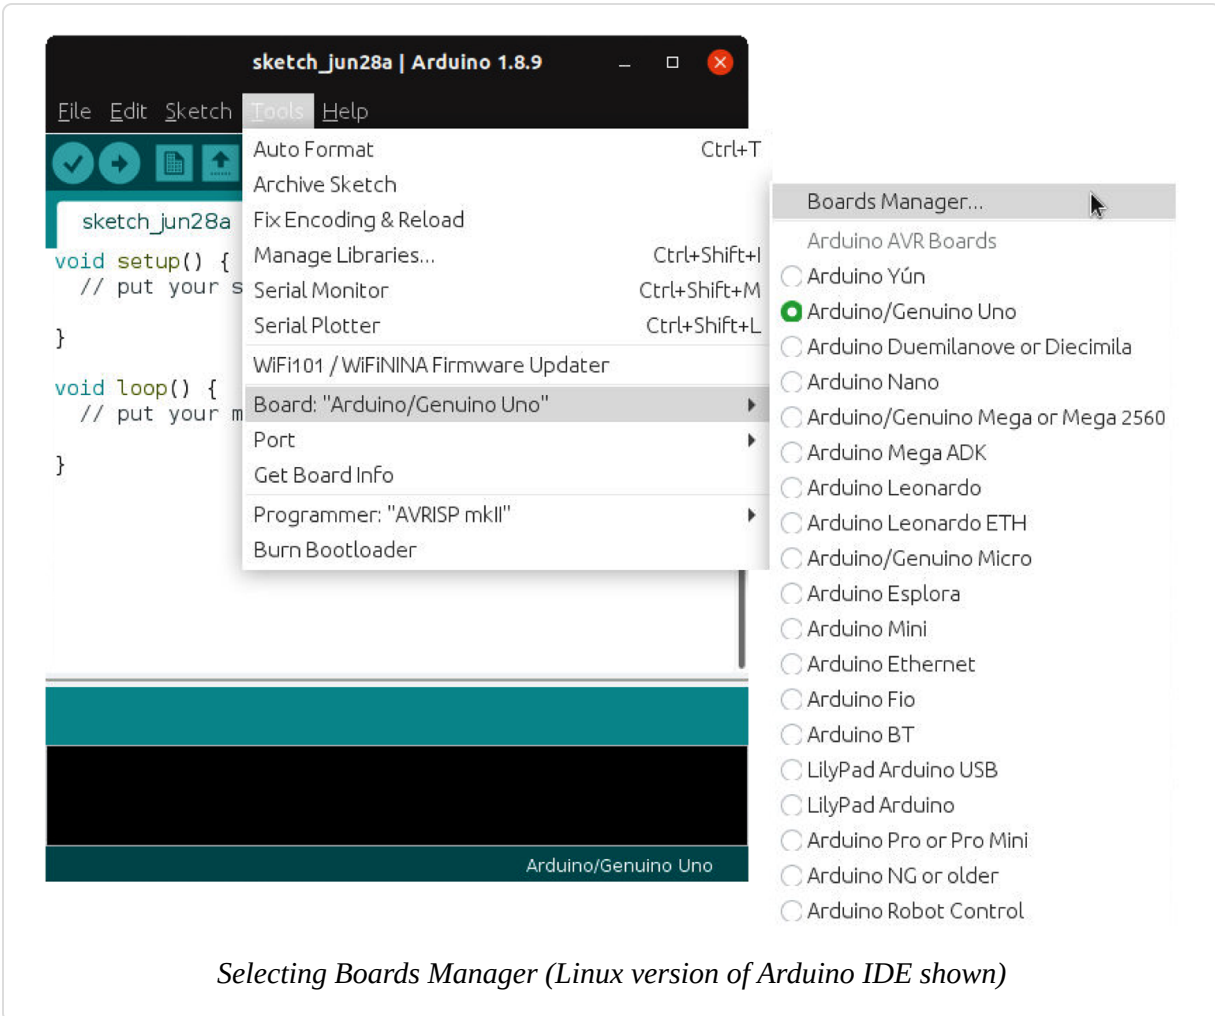 sketch_jun28a | Arduino 1.8.9
File Edit Sketch Tools Help
Auto Format Ctrl+T
Archive Sketch
Fix Encoding & Reload
Manage Libraries... Ctrl+Shift+I
Serial Monitor Ctrl+Shift+M
Serial Plotter Ctrl+Shift+L
WiFi101 / WiFiNINA Firmware Updater
Board: "Arduino/Genuino Uno"
Port
Get Board Info
Programmer: "AVRISP mkII"
Burn Bootloader
sketch_jun28a
void setup() {
// put your s
}
void loop() {
// put your m
}
Boards Manager...
Arduino AVR Boards
Arduino Yún
Arduino/Genuino Uno
Arduino Duemilanove or Diecimila
Arduino Nano
Arduino/Genuino Mega or Mega 2560
Arduino Mega ADK
Arduino Leonardo
Arduino Leonardo ETH
Arduino/Genuino Micro
Arduino Esplora
Arduino Mini
Arduino Ethernet
Arduino Fio
Arduino BT
LilyPad Arduino USB
LilyPad Arduino
Arduino Pro or Pro Mini
Arduino NG or older
Arduino Robot Control
Arduino/Genuino Uno
Selecting Boards Manager (Linux version of Arduino IDE shown)